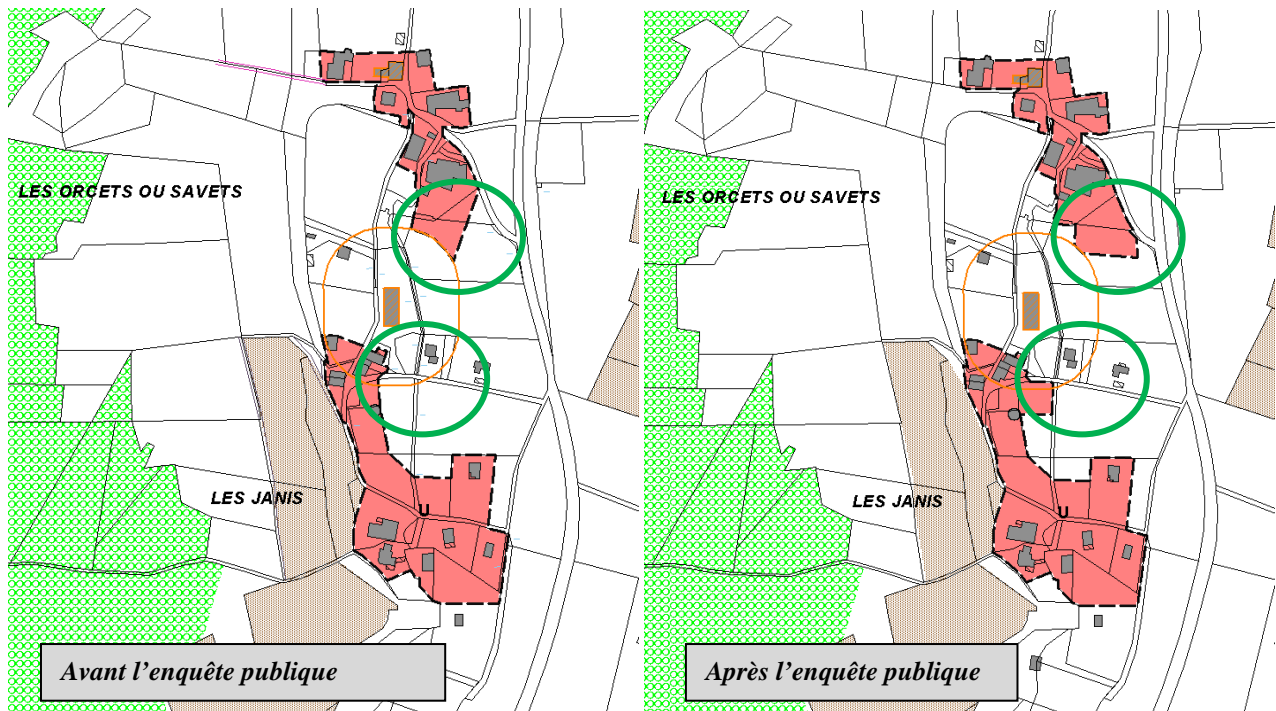 LES ORCETS OU SAVETS
LES JANIS
U
Avant l'enquête publique
LES ORCETS OU SAVETS
LES JANIS
U
Après l'enquête publique